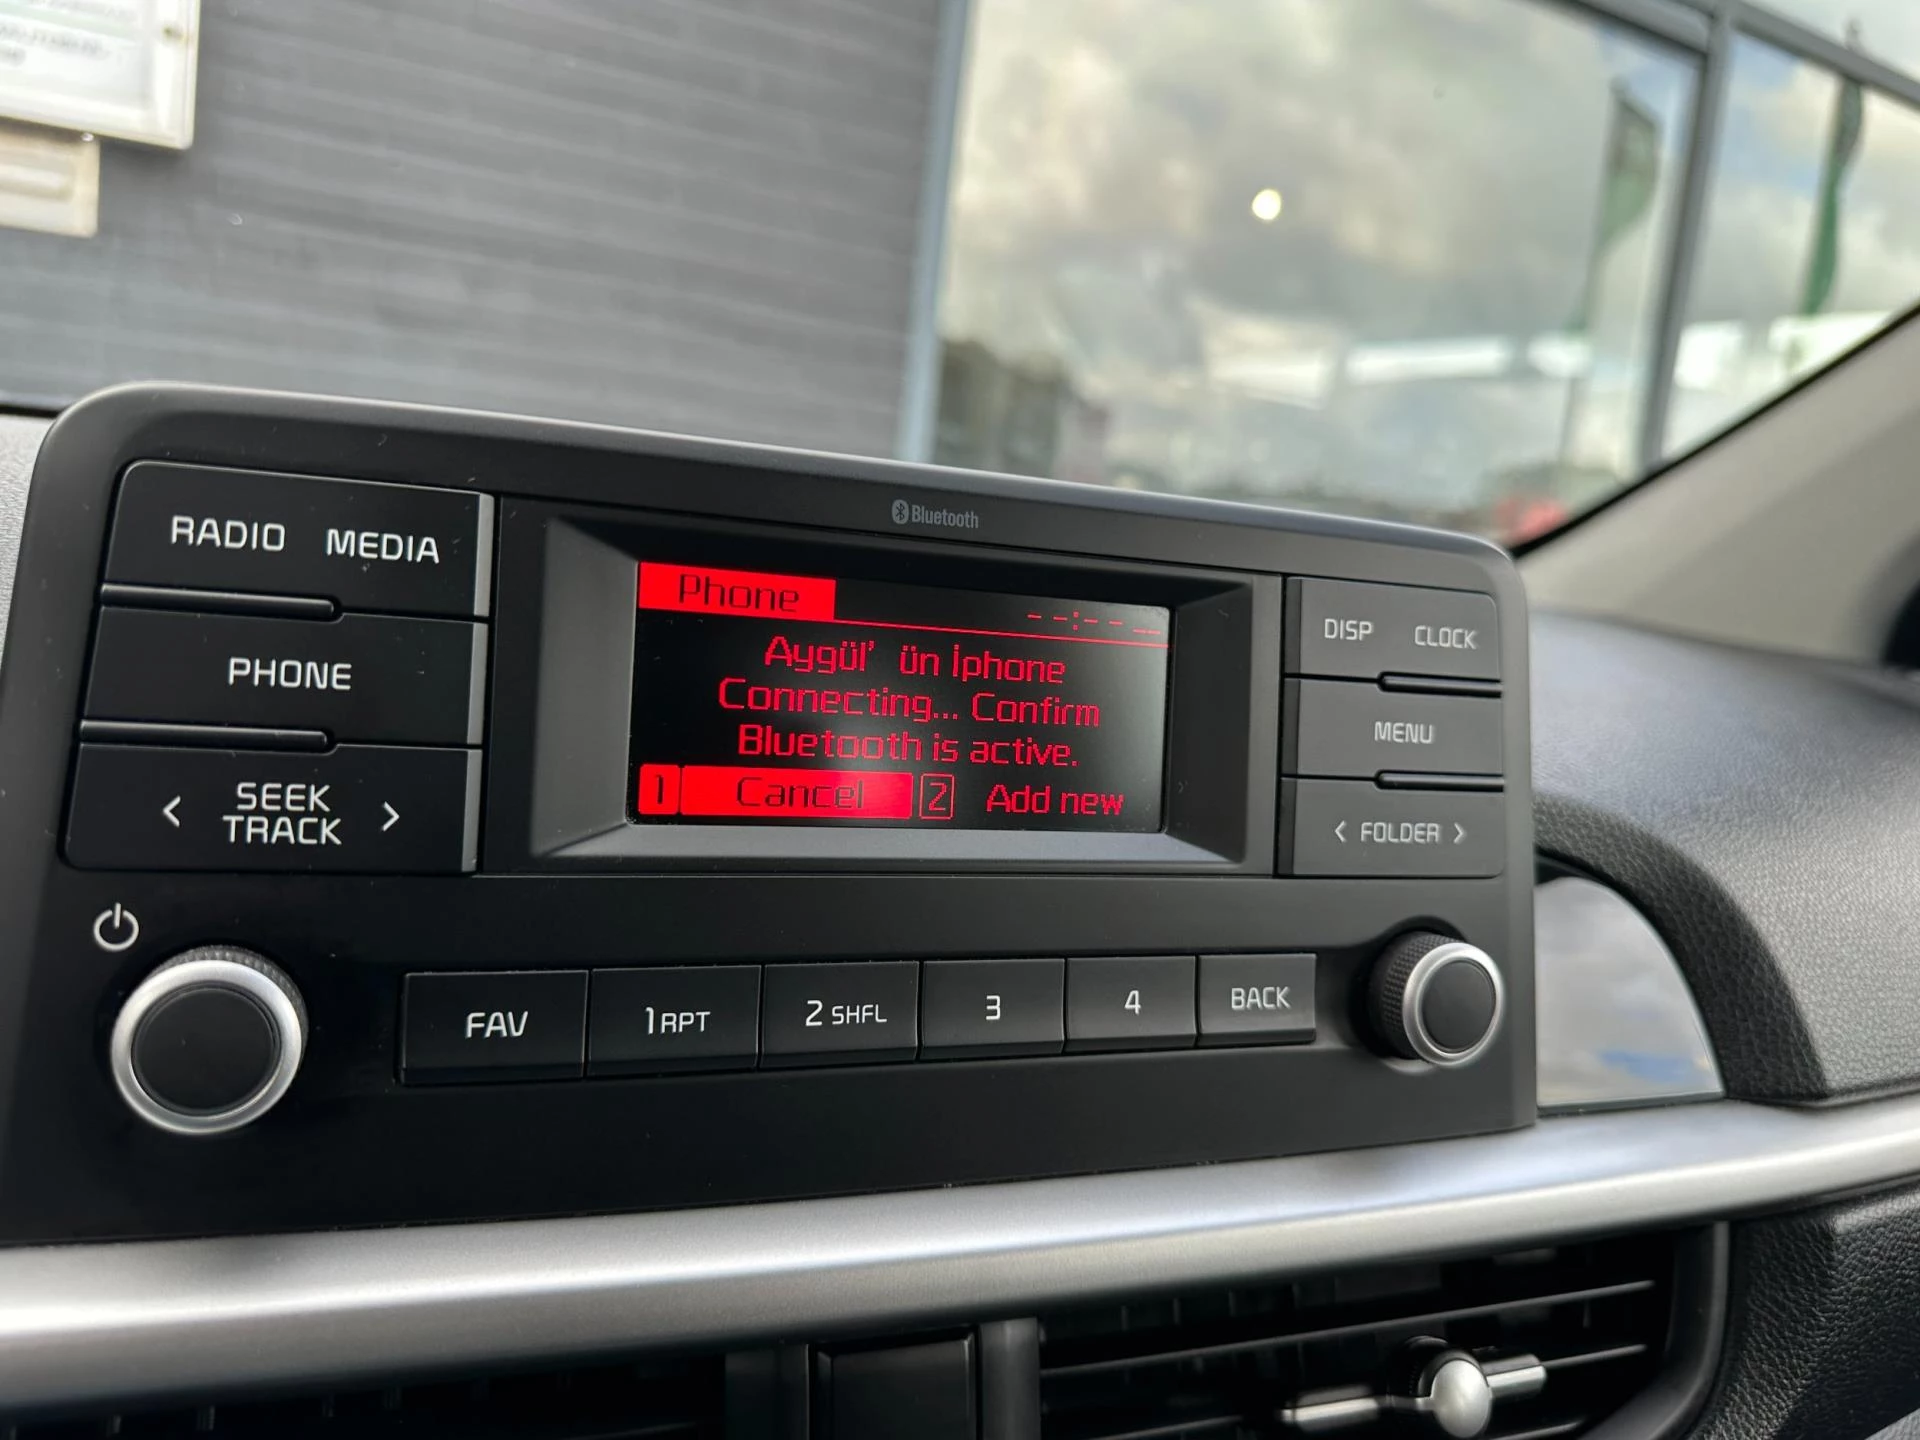 Bluetooth
RADIO MEDIA
PHONE
< SEEK TRACK >
Phone
--:-- __
Aygül' ün İphone
Connecting... Confirm
Bluetooth is active.
1 Cancel 2 Add new
DISP CLOCK
MENU
< FOLDER >
FAV
1 RPT
2 SHFL
3
4
BACK